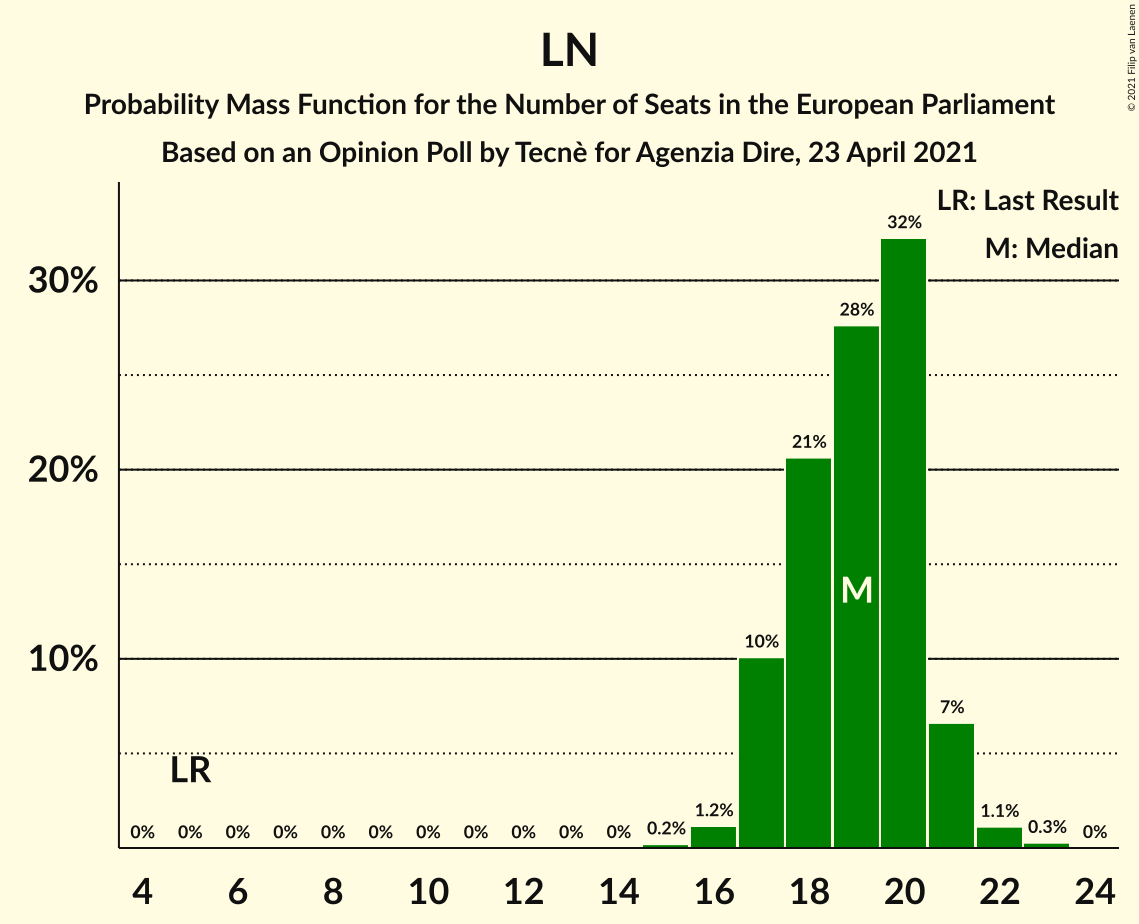 LN
Probability Mass Function for the Number of Seats in the European Parliament
Based on an Opinion Poll by Tecnè for Agenzia Dire, 23 April 2021
© 2021 Filip van Laenen
LR: Last Result
M: Median
30%
20%
10%
LR
M
0% 0% 0% 0% 0% 0% 0% 0% 0% 0% 0% 0.2% 1.2% 10% 21% 28% 32% 7% 1.1% 0.3% 0%
4 6 8 10 12 14 16 18 20 22 24